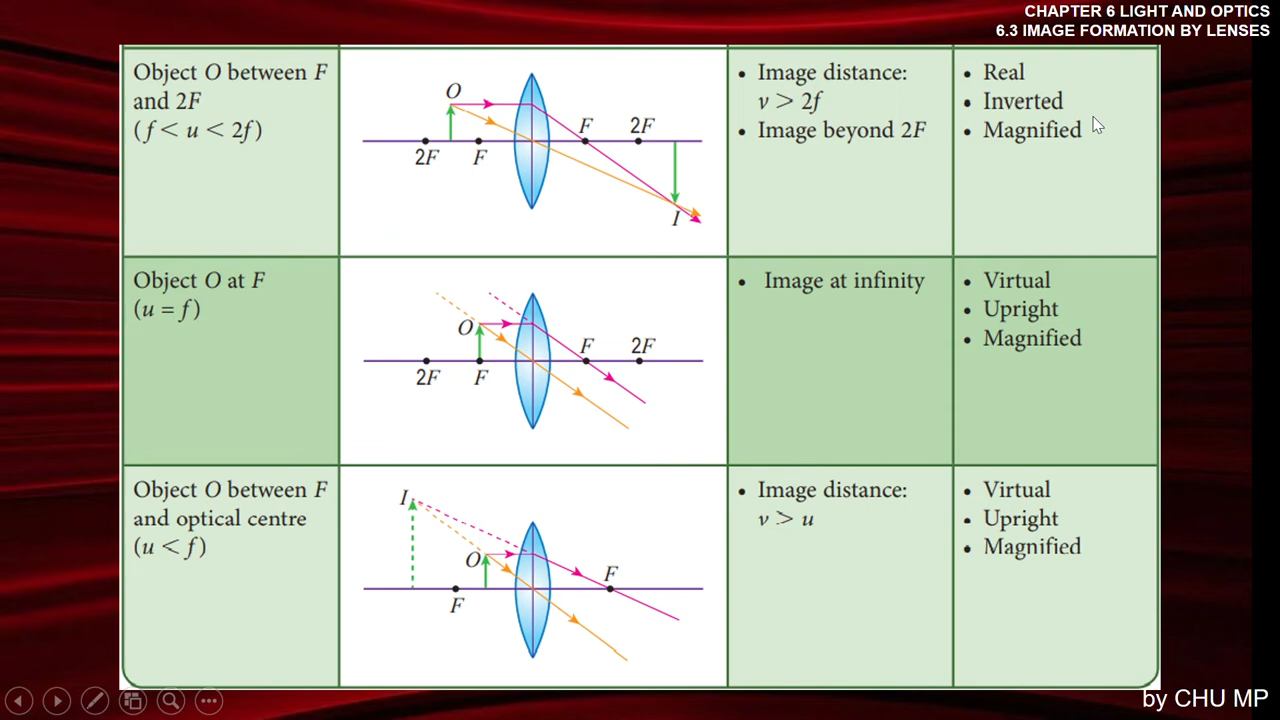 CHAPTER 6 LIGHT AND OPTICS
6.3 IMAGE FORMATION BY LENSES
Object O between F
and 2F
(f < u < 2f)
O
F
2F
2F
F
I
• Image distance:
v > 2f
• Image beyond 2F
• Real
• Inverted
• Magnified
Object O at F
(u = f)
O
F
2F
2F
F
• Image at infinity
• Virtual
• Upright
• Magnified
Object O between F
and optical centre
(u < f)
I
O
F
F
• Image distance:
v > u
• Virtual
• Upright
• Magnified
by CHU MP